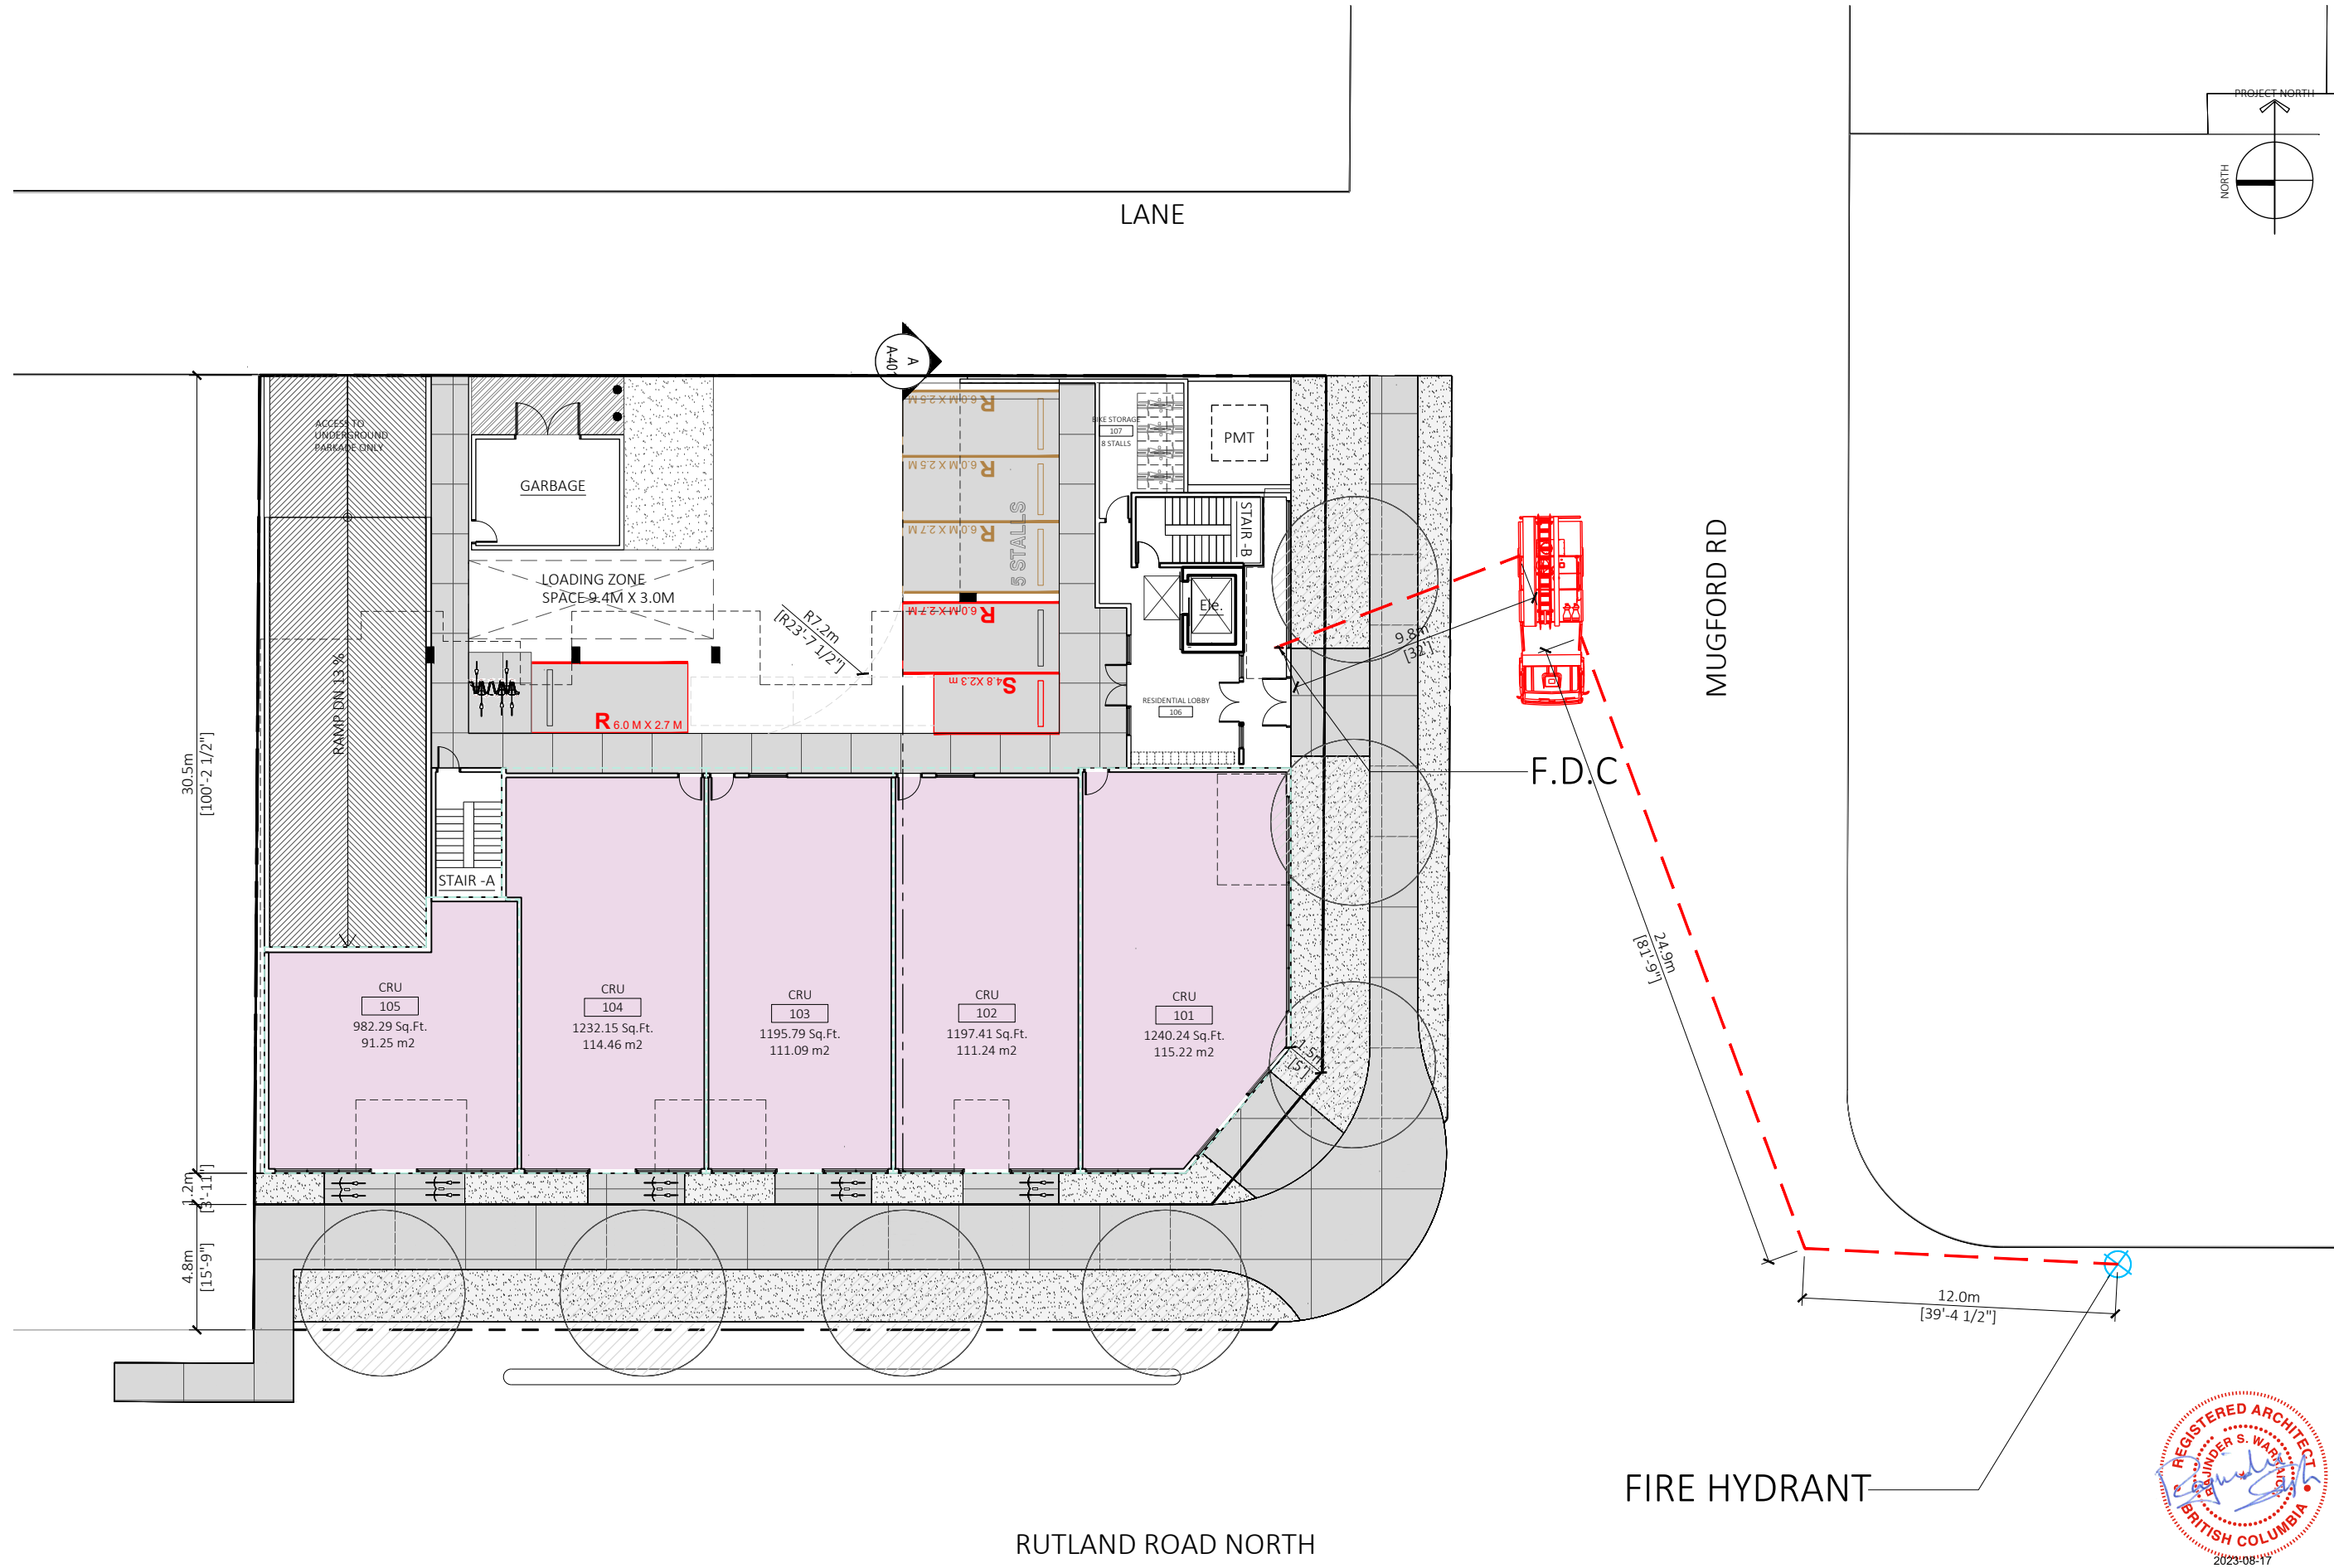 PROJECT NORTH
NORTH
LANE
A
A-401
ACCESS TO
UNDERGROUND
PARKADE ONLY
GARBAGE
LOADING ZONE
SPACE 9.4M X 3.0M
RAMP DN 13 %
R7.2m
[R23'-7 1/2"]
R 6.0 M X 2.5 M
R 6.0 M X 2.5 M
R 6.0 M X 2.7 M
R 6.0 M X 2.7 M
S 4.8 X2.3 m
5 STALLS
R 6.0 M X 2.7 M
BIKE STORAGE
107
8 STALLS
PMT
STAIR -B
Ele.
RESIDENTIAL LOBBY
106
9.8m
[32']
MUGFORD RD
F.D.C
30.5m
[100'-2 1/2"]
STAIR -A
CRU
105
982.29 Sq.Ft.
91.25 m2
CRU
104
1232.15 Sq.Ft.
114.46 m2
CRU
103
1195.79 Sq.Ft.
111.09 m2
CRU
102
1197.41 Sq.Ft.
111.24 m2
CRU
101
1240.24 Sq.Ft.
115.22 m2
1.5m
[5']
24.9m
[81'-9"]
1.2m
[3'-11"]
4.8m
[15'-9"]
12.0m
[39'-4 1/2"]
FIRE HYDRANT
RUTLAND ROAD NORTH
REGISTERED ARCHITECT
BRITISH COLUMBIA
2023-08-17